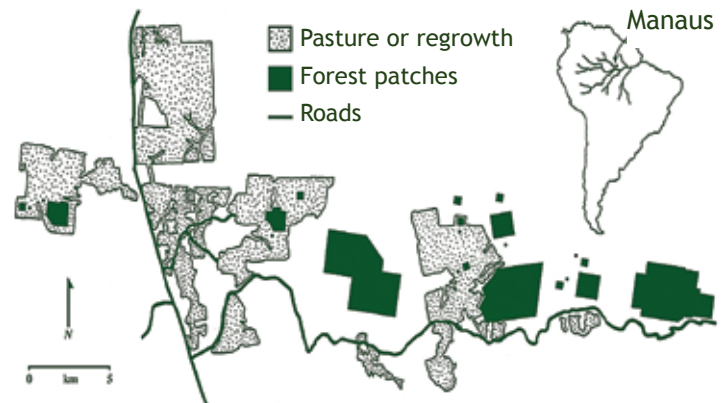 Manaus
Pasture or regrowth
Forest patches
Roads
N
0 km 5